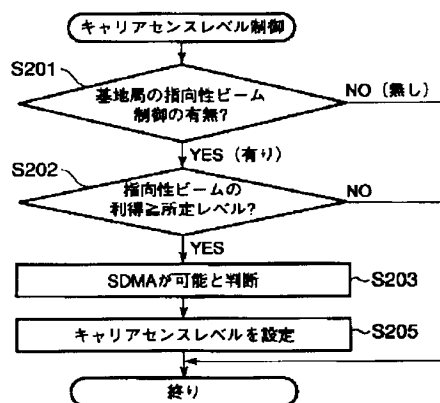 キャリアセンスレベル制御
S201
基地局の指向性ビーム
制御の有無?
NO (無し)
YES (有り)
S202
指向性ビームの
利得≧所定レベル?
NO
YES
SDMAが可能と判断
S203
キャリアセンスレベルを設定
S205
終り